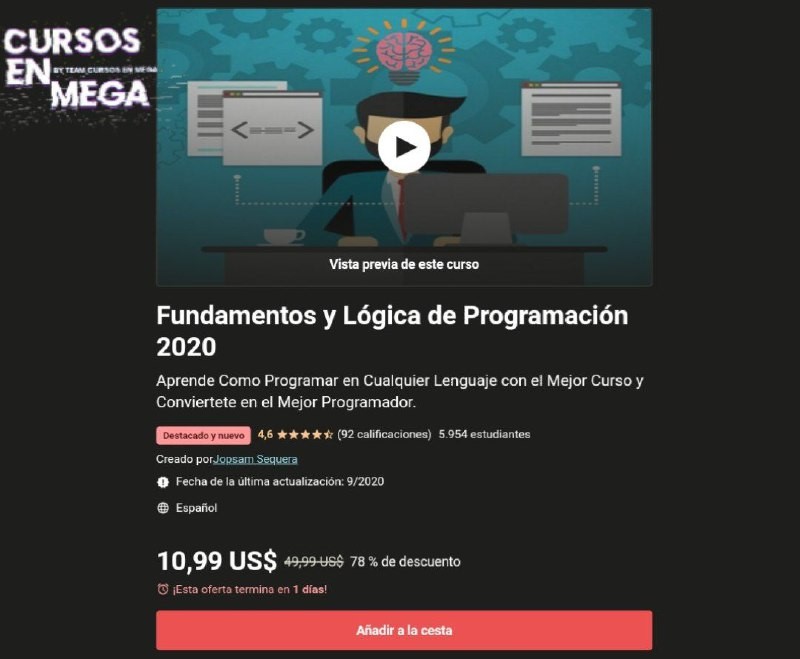 CURSOS
EN BY TEAM CURSOS EN MEGA
MEGA
Vista previa de este curso
Fundamentos y Lógica de Programación
2020
Aprende Como Programar en Cualquier Lenguaje con el Mejor Curso y
Conviertete en el Mejor Programador.
Destacado y nuevo 4,6 (92 calificaciones) 5.954 estudiantes
Creado por Jopsam Sequera
Fecha de la última actualización: 9/2020
Español
10,99 US$ 49,99 US$ 78 % de descuento
¡Esta oferta termina en 1 días!
Añadir a la cesta